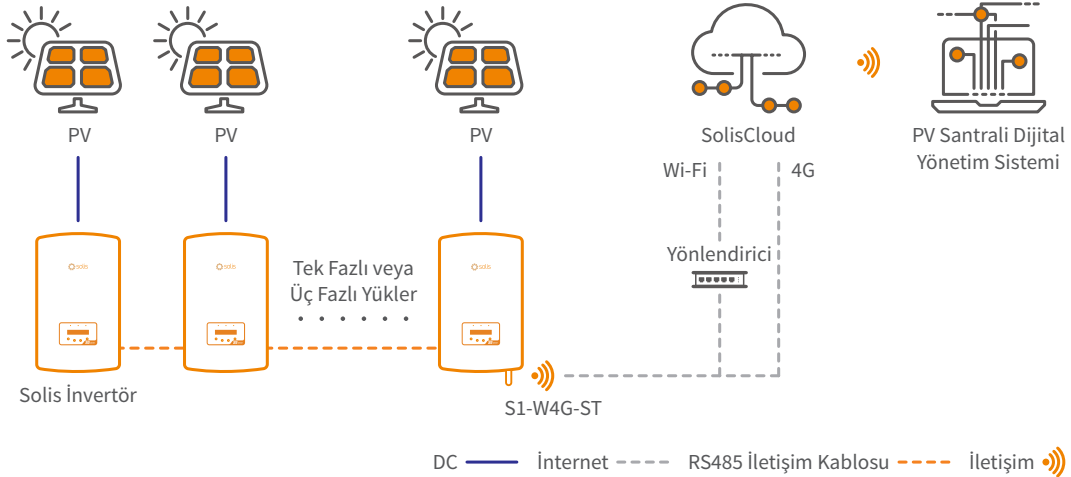 PV
PV
PV
SolisCloud
PV Santrali Dijital
Yönetim Sistemi
Wi-Fi
4G
Yönlendirici
solis
solis
solis
Tek Fazlı veya
Üç Fazlı Yükler
Solis İnvertör
S1-W4G-ST
DC
İnternet
RS485 İletişim Kablosu
İletişim